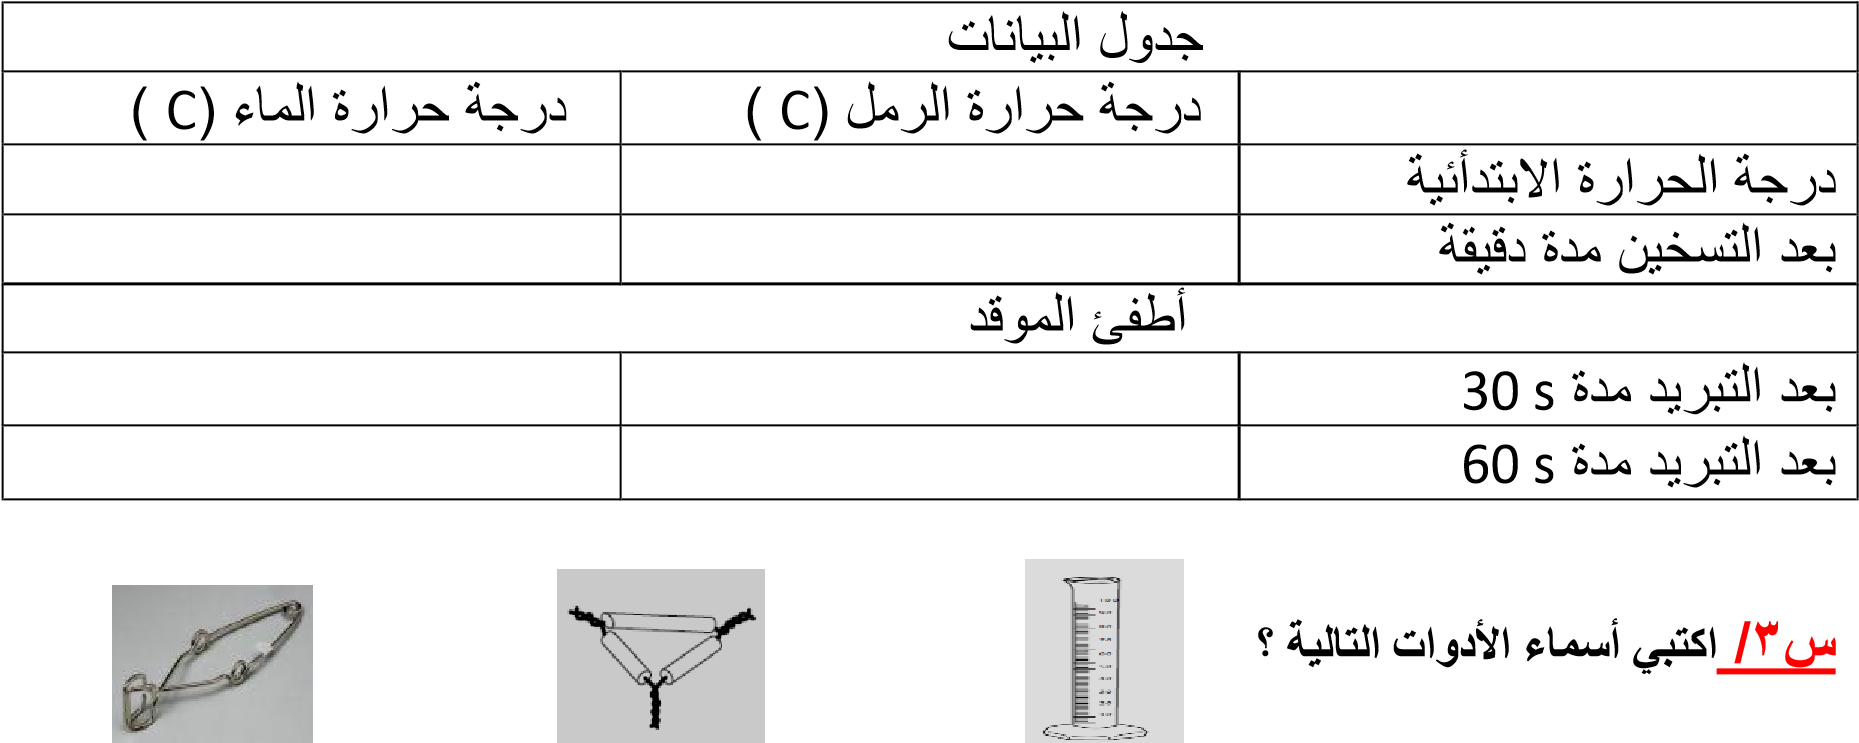 جدول البيانات
درجة حرارة الرمل (C ) درجة حرارة الماء (C )
درجة الحرارة الابتدأئية
بعد التسخين مدة دقيقة
أطفئ الموقد
بعد التبريد مدة 30 s
بعد التبريد مدة 60 s
س٣/ اكتبي أسماء الأدوات التالية ؟